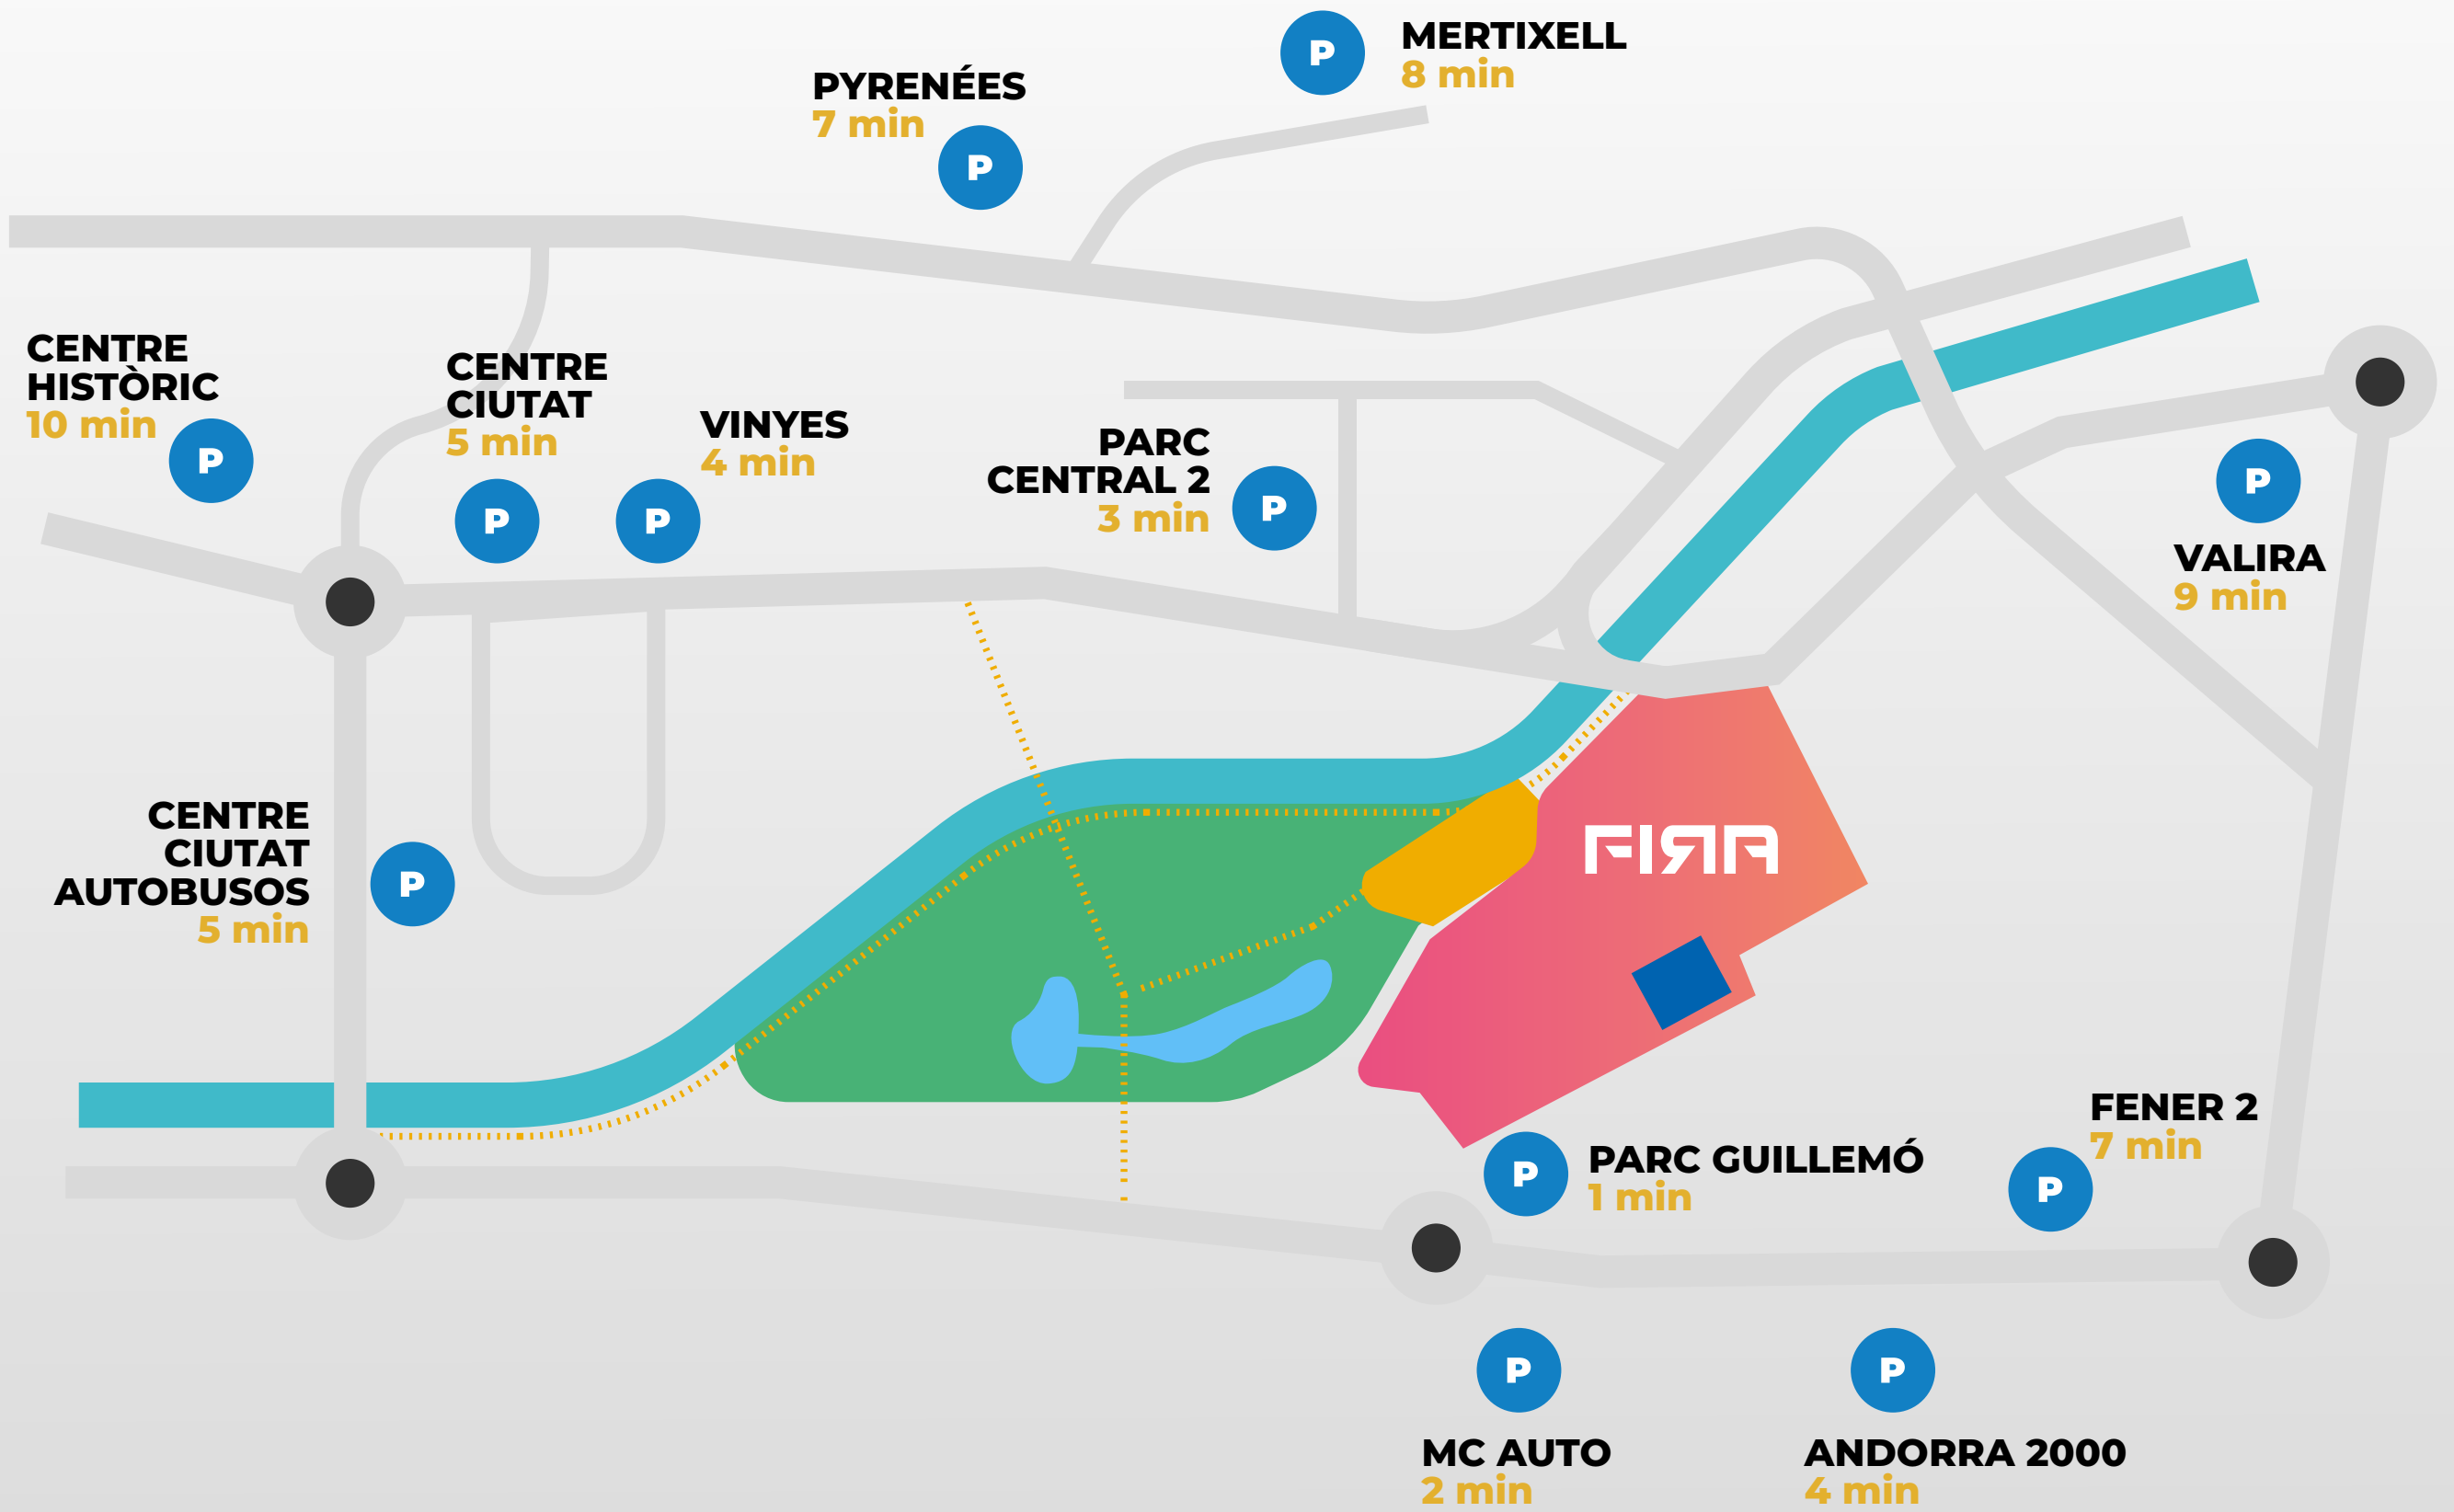 MERTIXELL
8 min
P
PYRENÉES
7 min
P
CENTRE
HISTÒRIC
10 min
P
CENTRE
CIUTAT
5 min
P
VINYES
4 min
P
PARC
CENTRAL 2
3 min
P
P
VALIRA
9 min
CENTRE
CIUTAT
AUTOBUSOS
5 min
P
FIRA
P
PARC GUILLEMÓ
1 min
FENER 2
7 min
P
P
MC AUTO
2 min
P
ANDORRA 2000
4 min